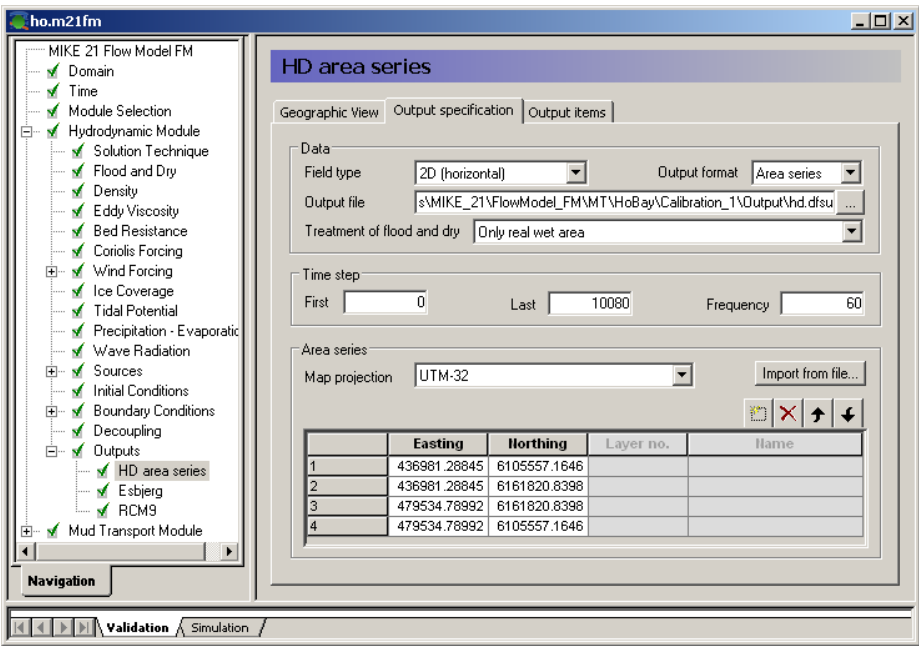 ho.m21fm
MIKE 21 Flow Model FM
Domain
Time
Module Selection
Hydrodynamic Module
Solution Technique
Flood and Dry
Density
Eddy Viscosity
Bed Resistance
Coriolis Forcing
Wind Forcing
Ice Coverage
Tidal Potential
Precipitation - Evaporatic
Wave Radiation
Sources
Initial Conditions
Boundary Conditions
Decoupling
Outputs
HD area series
Esbjerg
RCM9
Mud Transport Module
Navigation
HD area series
Geographic View Output specification Output items
Data
Field type 2D (horizontal) Output format Area series
Output file s\MIKE_21\FlowModel_FM\MT\HoBay\Calibration_1\Output\hd.dfsu ...
Treatment of flood and dry Only real wet area
Time step
First 0 Last 10080 Frequency 60
Area series
Map projection UTM-32 Import from file...
Easting Northing Layer no. Name
1 436981.28845 6105557.1646
2 436981.28845 6161820.8398
3 479534.78992 6161820.8398
4 479534.78992 6105557.1646
Validation Simulation